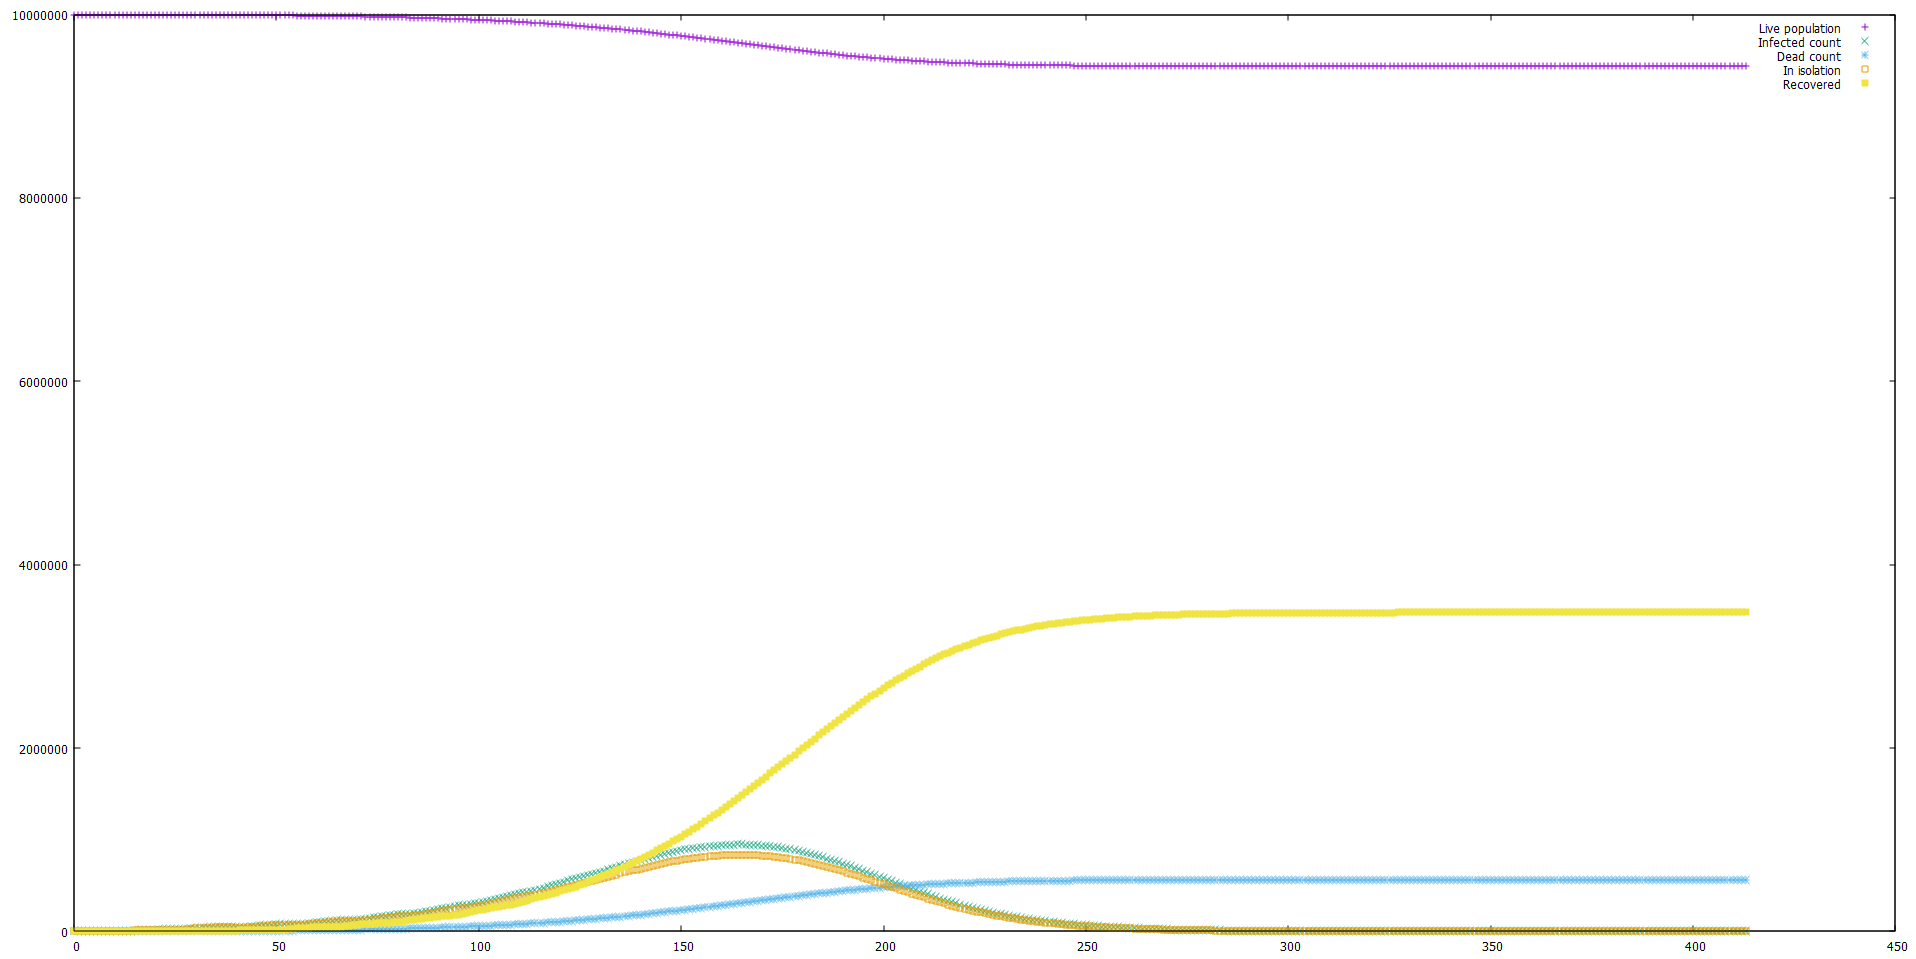 10000000
8000000
6000000
4000000
2000000
0
0 50 100 150 200 250 300 350 400 450
Live population
Infected count
Dead count
In isolation
Recovered